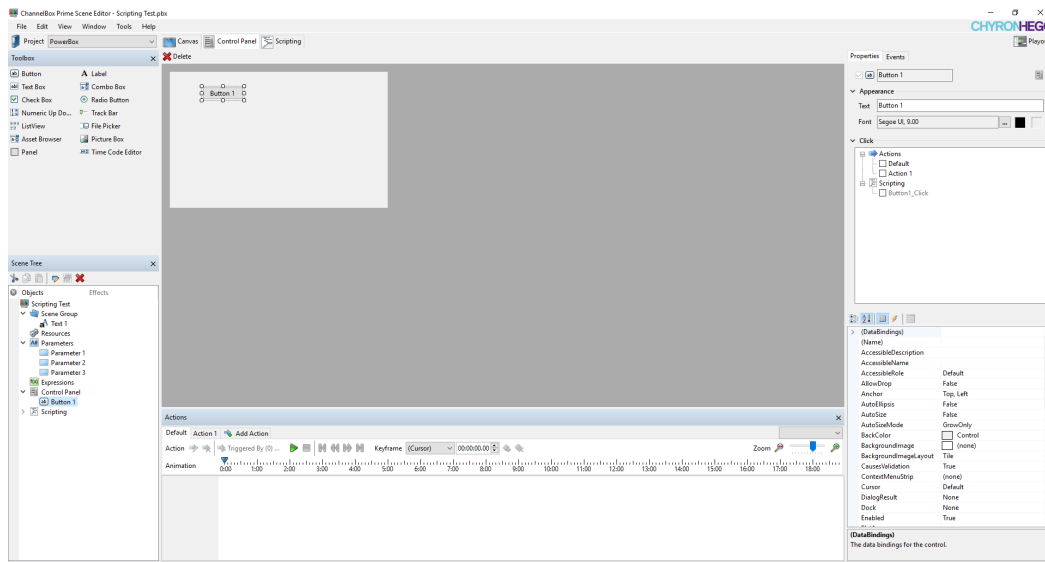 ChannelBox Prime Scene Editor - Scripting Test.pbx
File Edit View Window Tools Help
CHYRONHEG
Project PowerBox
Canvas Control Panel Scripting
Playo
Toolbox
Delete
Properties Events
Button A Label
Text Box Combo Box
Check Box Radio Button
Numeric Up Do... Track Bar
ListView File Picker
Asset Browser Picture Box
Panel Time Code Editor
Button 1
Button 1
Appearance
Text Button 1
Font Segoe UI, 9.00 ...
Click
Actions
Default
Action 1
Scripting
Button1_Click
Scene Tree
Objects Effects
Scripting Test
Scene Group
Text 1
Resources
Parameters
Parameter 1
Parameter 2
Parameter 3
Expressions
Control Panel
Button 1
Scripting
(DataBindings)
(Name)
AccessibleDescription
AccessibleName
AccessibleRole Default
AllowDrop False
Anchor Top, Left
AutoEllipsis False
AutoSize False
AutoSizeMode GrowOnly
BackColor Control
BackgroundImage (none)
BackgroundImageLayout Tile
CausesValidation True
ContextMenuStrip (none)
Cursor Default
DialogResult None
Dock None
Enabled True
(DataBindings)
The data bindings for the control.
Actions
Default Action 1 Add Action
Action Triggered By (0) ... Keyframe (Cursor) 00:00:00.00 Zoom
Animation 0:00 1:00 2:00 3:00 4:00 5:00 6:00 7:00 8:00 9:00 10:00 11:00 12:00 13:00 14:00 15:00 16:00 17:00 18:00